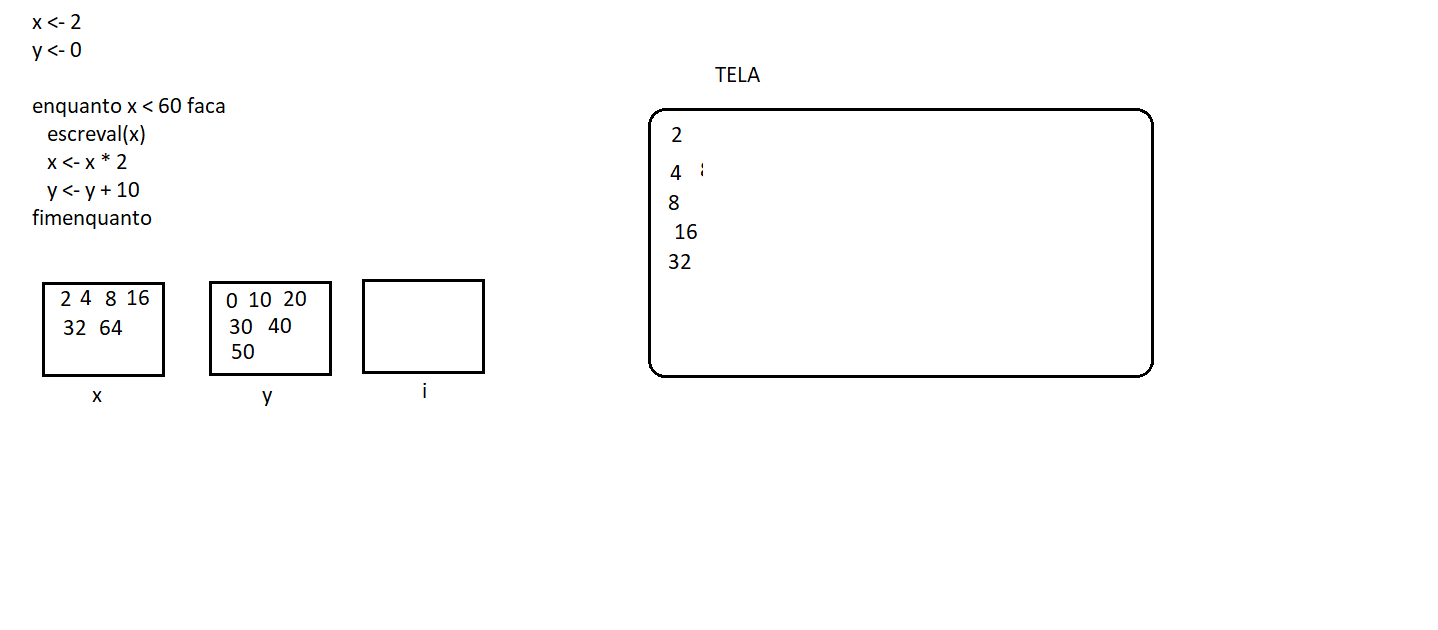 x <- 2
y <- 0
enquanto x < 60 faca
escreval(x)
x <- x * 2
y <- y + 10
fimenquanto
2 4 8 16
32 64
x
0 10 20
30 40
50
y
i
TELA
2
4
8
16
32